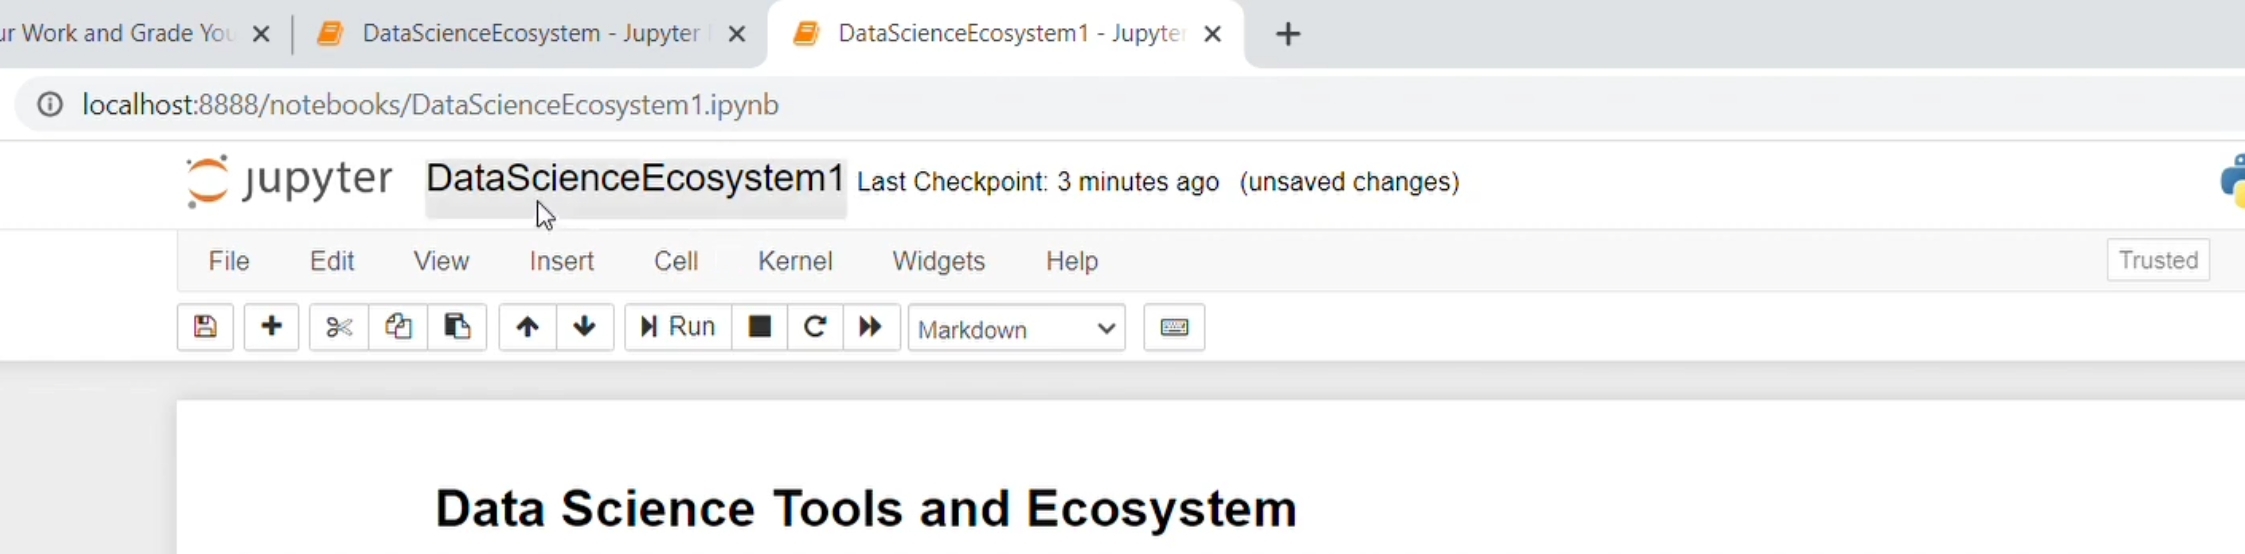 ur Work and Grade You DataScienceEcosystem - Jupyter DataScienceEcosystem1 - Jupyter
localhost:8888/notebooks/DataScienceEcosystem1.ipynb
jupyter DataScienceEcosystem1 Last Checkpoint: 3 minutes ago (unsaved changes)
File Edit View Insert Cell Kernel Widgets Help Trusted
Run Markdown
Data Science Tools and Ecosystem